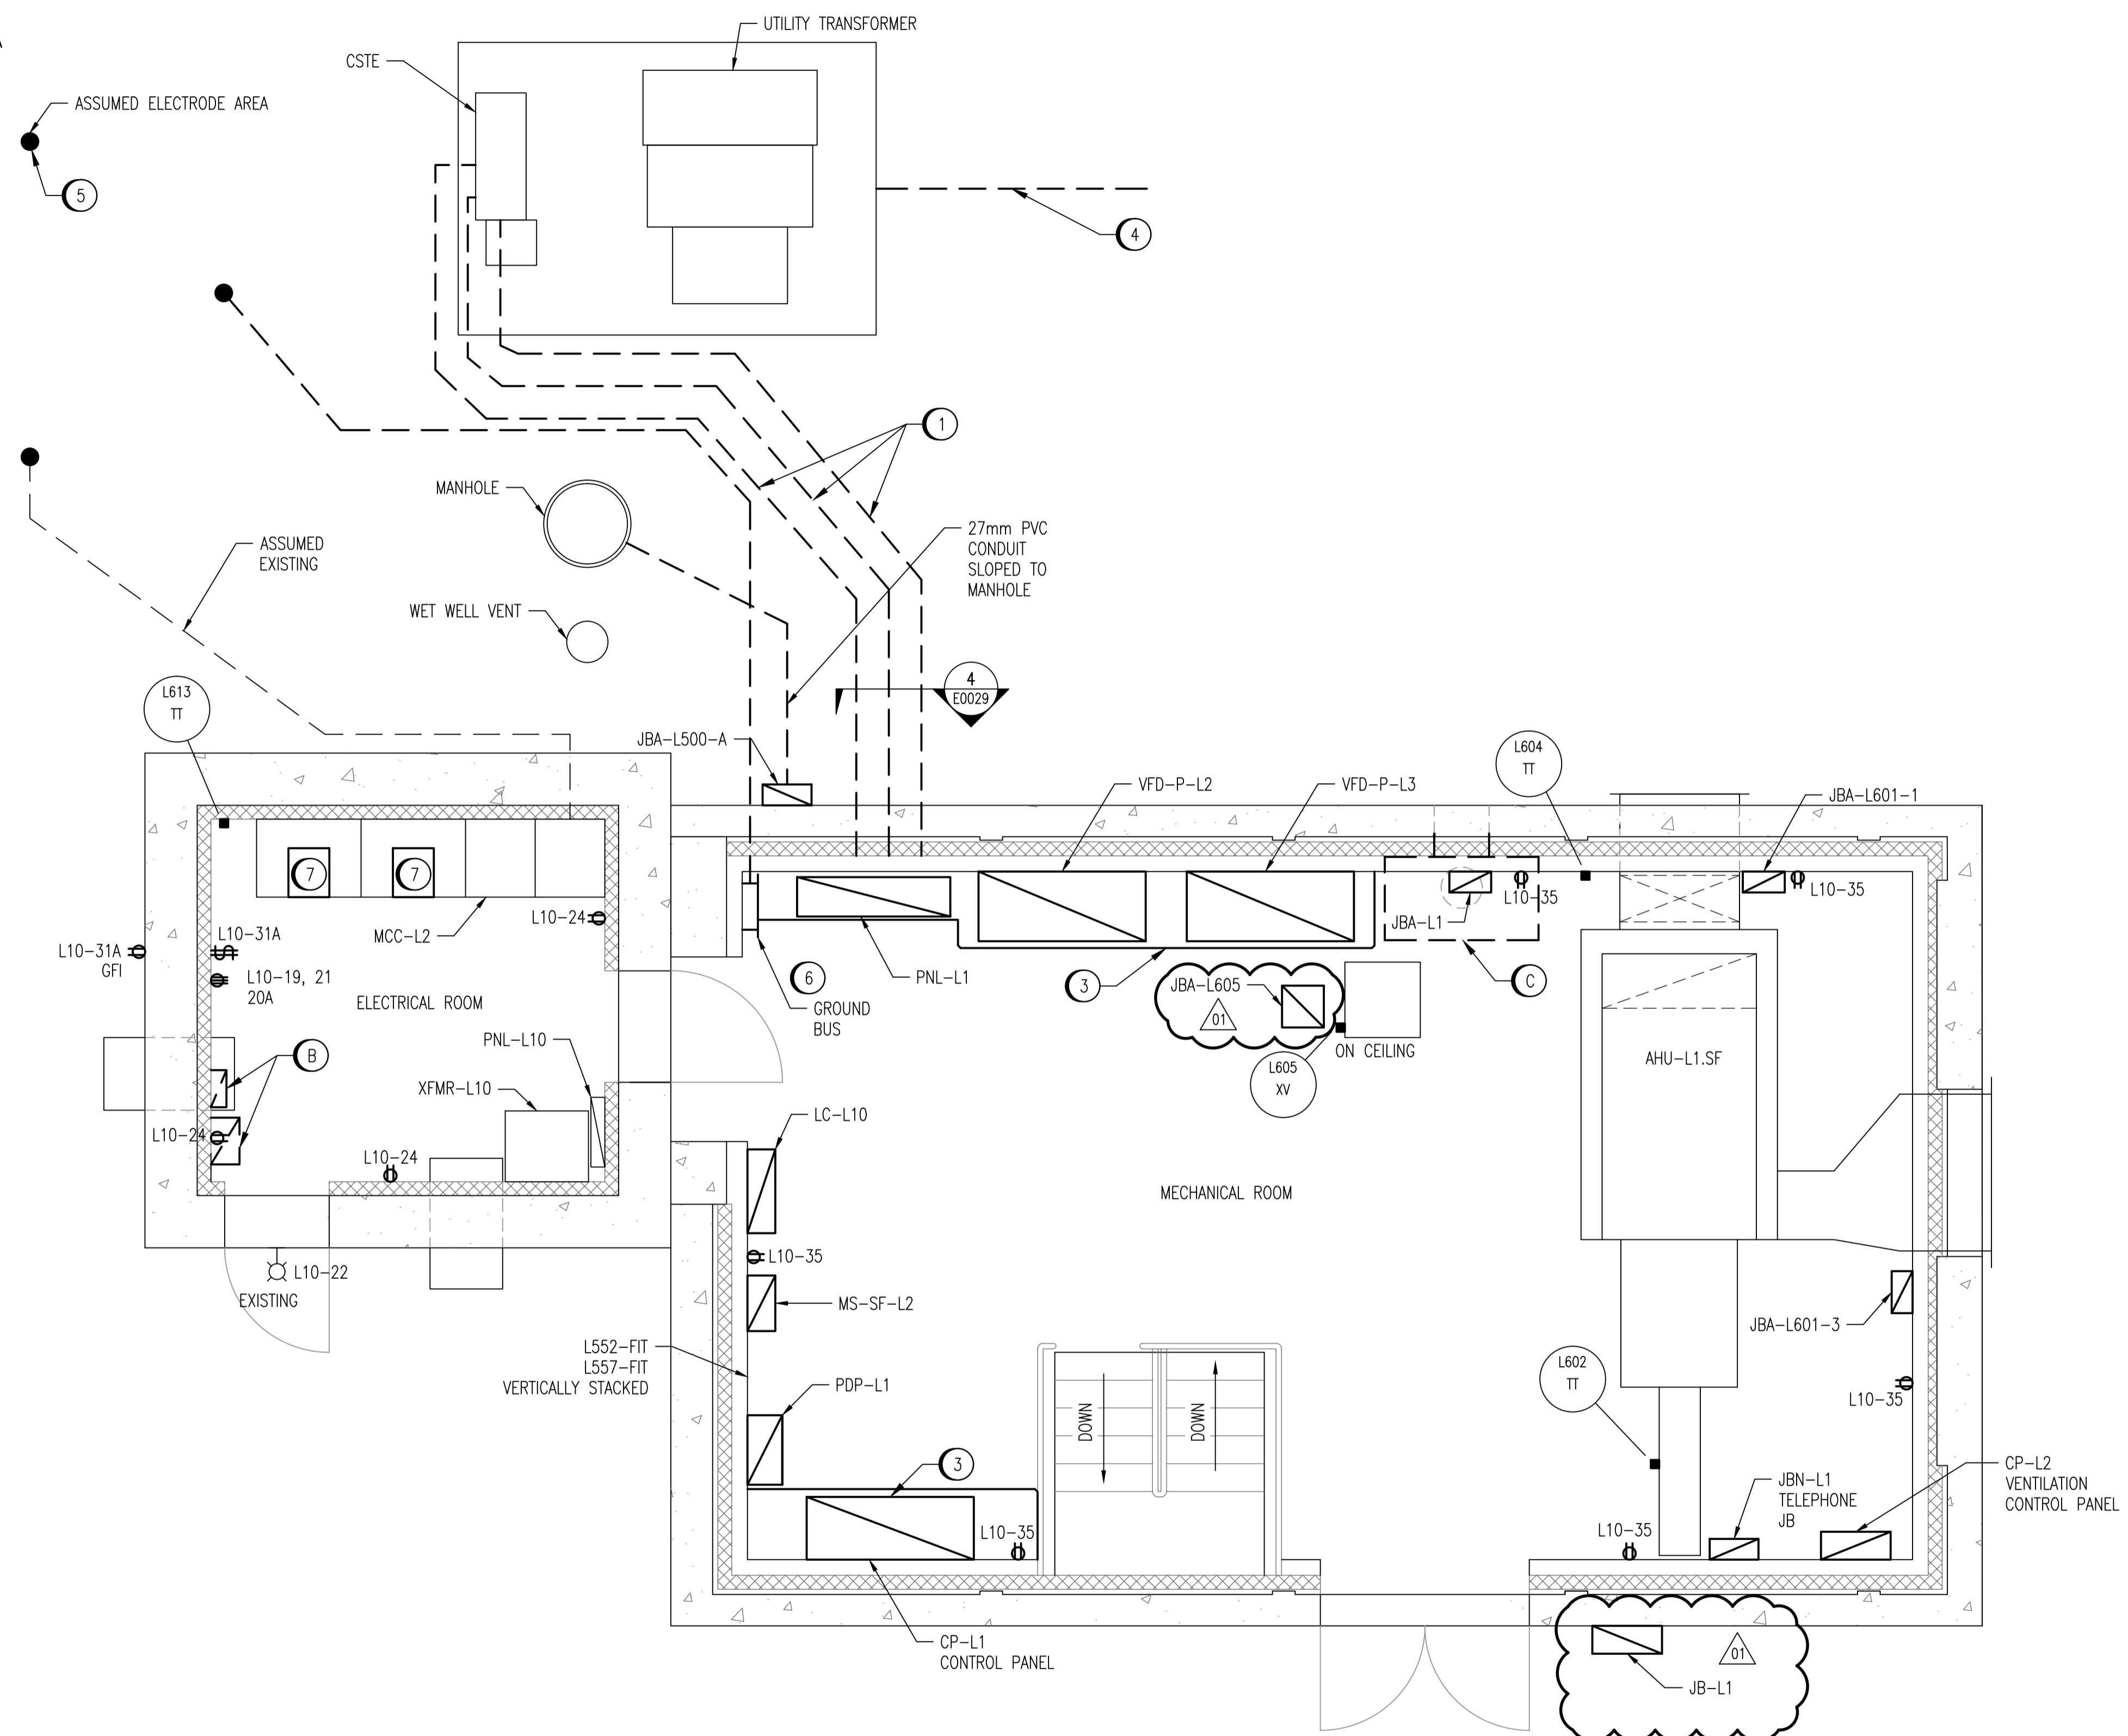 UTILITY TRANSFORMER
CSTE
ASSUMED ELECTRODE AREA
5
4
1
MANHOLE
27mm PVC
CONDUIT
SLOPED TO
MANHOLE
ASSUMED
EXISTING
WET WELL VENT
L613
TT
4
E0029
JBA-L500-A
VFD-P-L2
VFD-P-L3
L604
TT
JBA-L601-1
7
7
L10-24
MCC-L2
L10-31A
L10-31A
GFI
L10-19, 21
20A
ELECTRICAL ROOM
6
GROUND
BUS
PNL-L1
3
JBA-L1
L10-35
L10-35
C
JBA-L605
01
ON CEILING
L605
XV
AHU-L1.SF
B
PNL-L10
XFMR-L10
L10-24
L10-24
LC-L10
MECHANICAL ROOM
L10-22
EXISTING
L10-35
MS-SF-L2
L552-FIT
L557-FIT
VERTICALLY STACKED
PDP-L1
DOWN
DOWN
JBA-L601-3
L602
TT
L10-35
3
L10-35
L10-35
JBN-L1
TELEPHONE
JB
CP-L2
VENTILATION
CONTROL PANEL
CP-L1
CONTROL PANEL
01
JB-L1